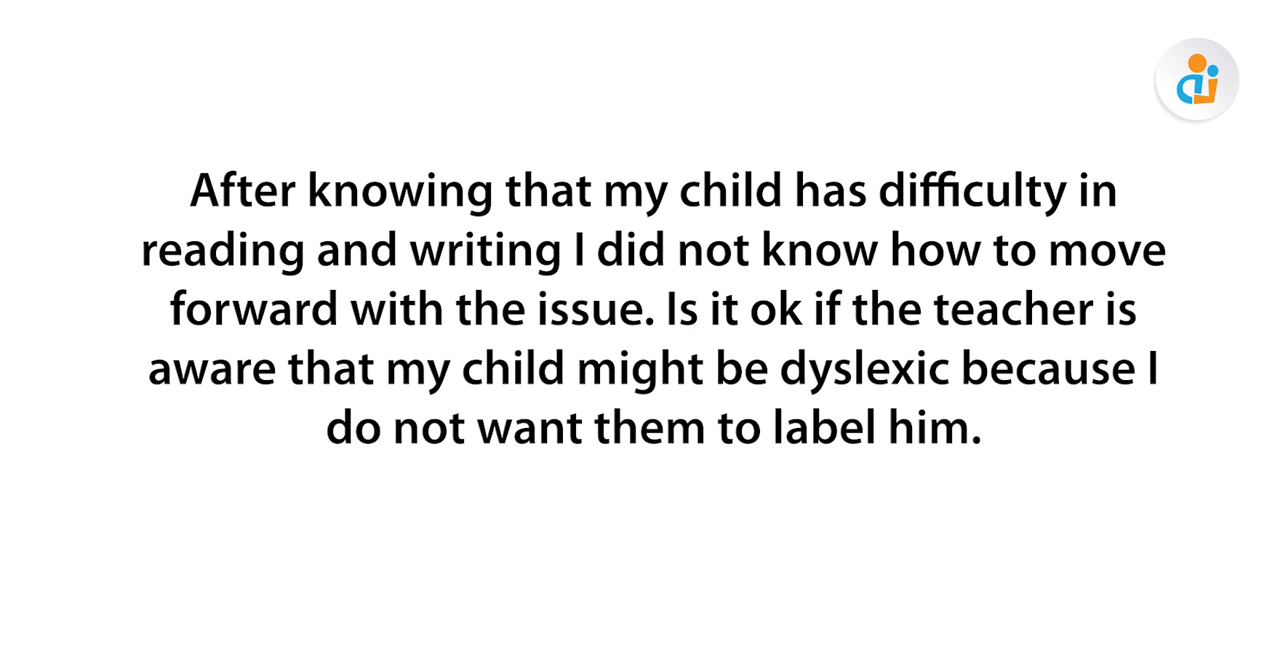 After knowing that my child has difficulty in
reading and writing I did not know how to move
forward with the issue. Is it ok if the teacher is
aware that my child might be dyslexic because I
do not want them to label him.